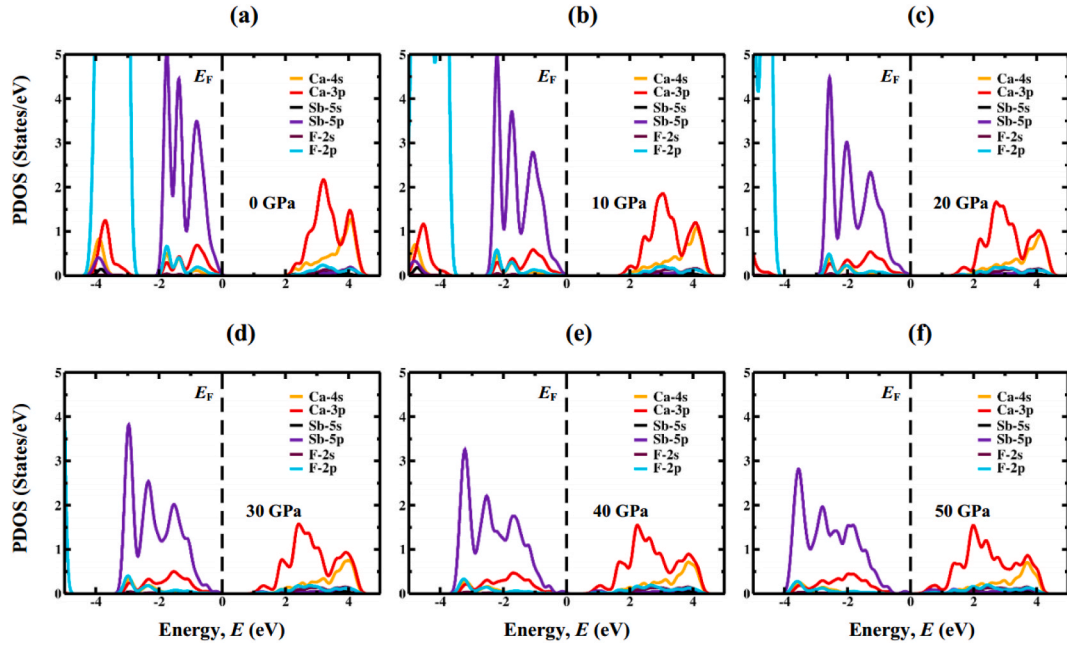 (a) (b) (c)
PDOS (States/eV)
5
4
3
2
1
0
E_F
Ca-4s
Ca-3p
Sb-5s
Sb-5p
F-2s
F-2p
0 GPa
-4 -2 0 2 4
5
4
3
2
1
0
E_F
Ca-4s
Ca-3p
Sb-5s
Sb-5p
F-2s
F-2p
10 GPa
-4 -2 0 2 4
5
4
3
2
1
0
E_F
Ca-4s
Ca-3p
Sb-5s
Sb-5p
F-2s
F-2p
20 GPa
-4 -2 0 2 4
(d) (e) (f)
PDOS (States/eV)
5
4
3
2
1
0
E_F
Ca-4s
Ca-3p
Sb-5s
Sb-5p
F-2s
F-2p
30 GPa
-4 -2 0 2 4
Energy, E (eV)
5
4
3
2
1
0
E_F
Ca-4s
Ca-3p
Sb-5s
Sb-5p
F-2s
F-2p
40 GPa
-4 -2 0 2 4
Energy, E (eV)
5
4
3
2
1
0
E_F
Ca-4s
Ca-3p
Sb-5s
Sb-5p
F-2s
F-2p
50 GPa
-4 -2 0 2 4
Energy, E (eV)